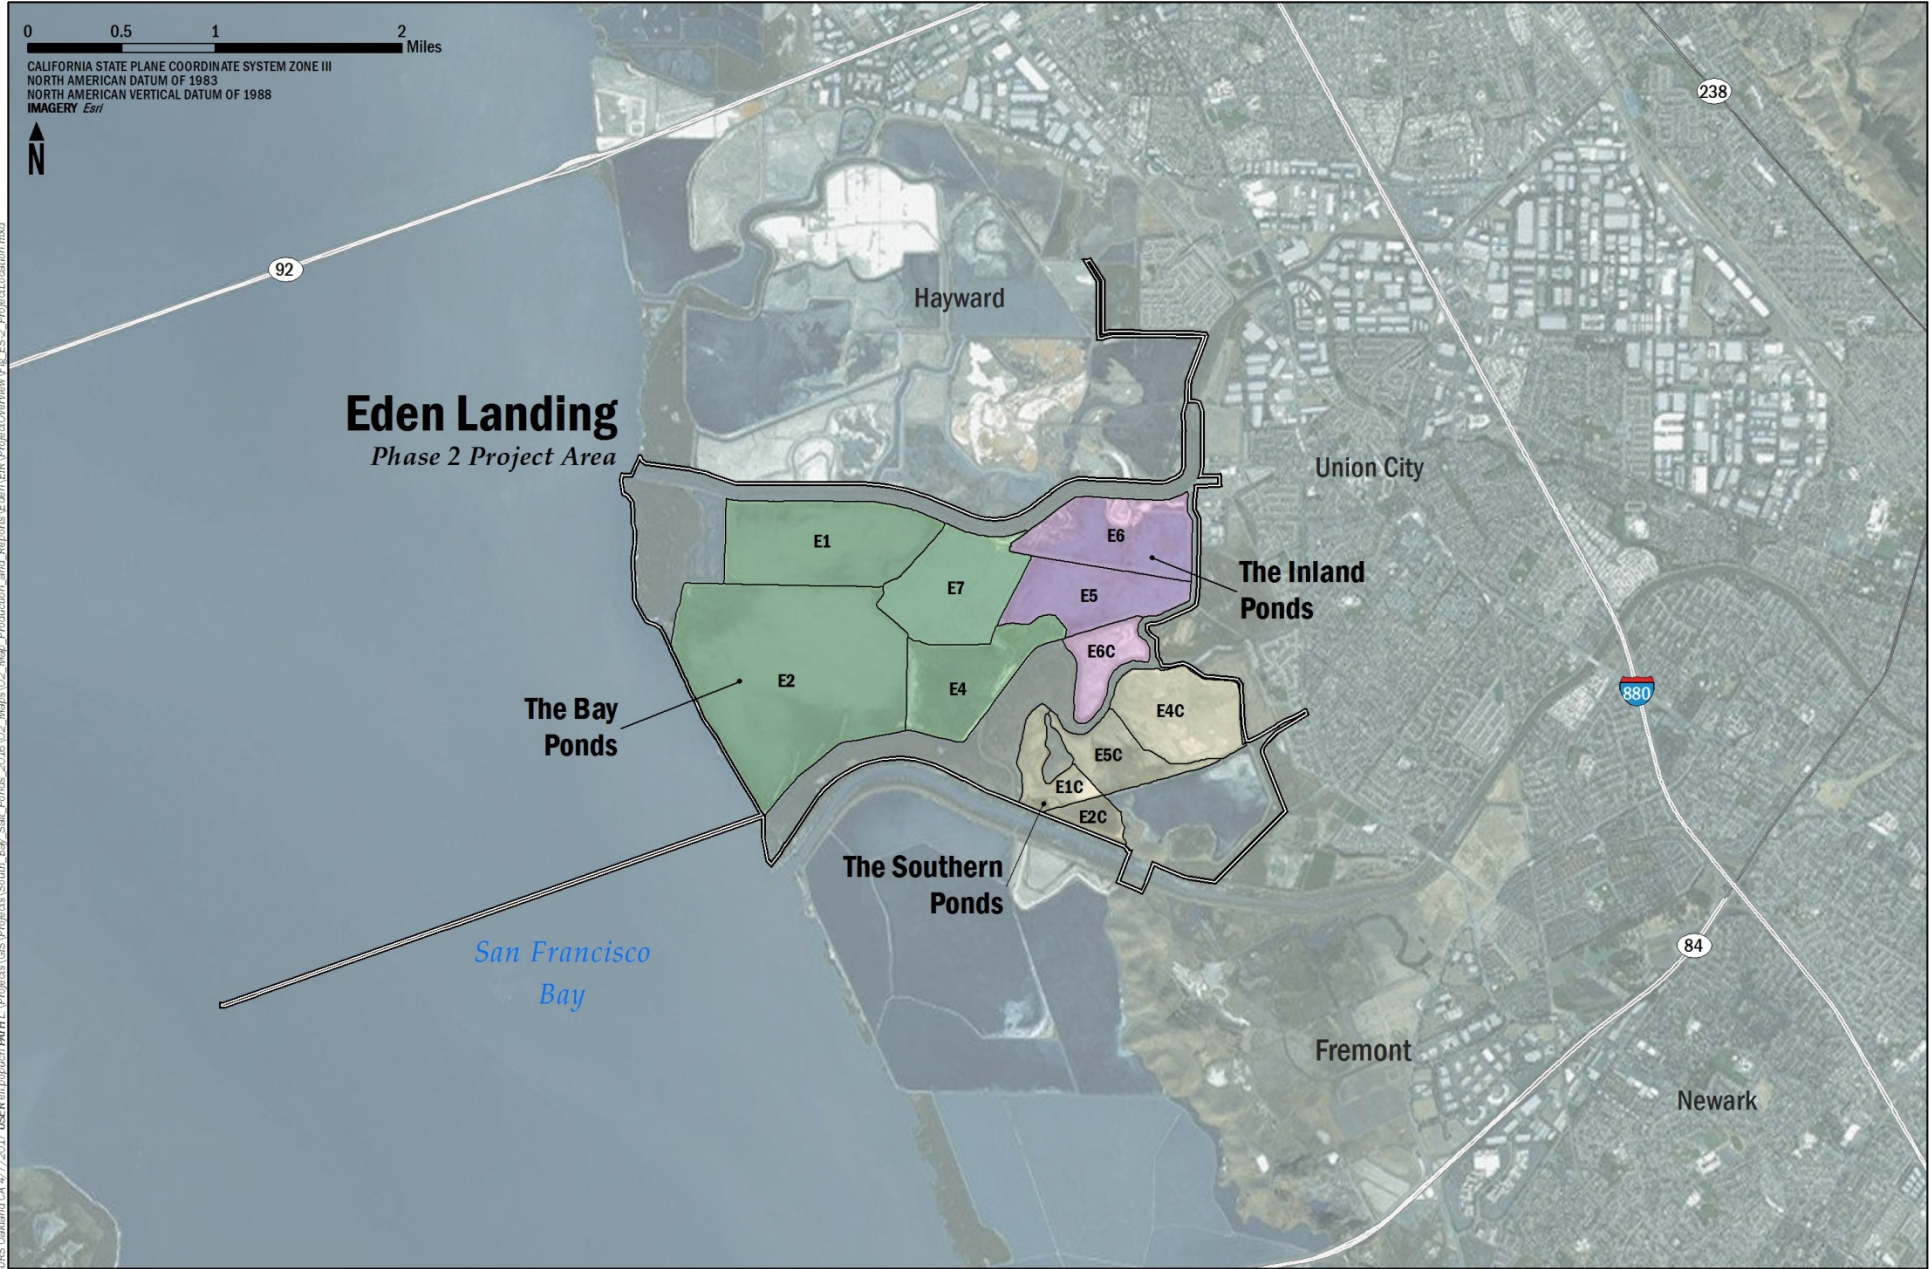 0 0.5 1 2
Miles
CALIFORNIA STATE PLANE COORDINATE SYSTEM ZONE III
NORTH AMERICAN DATUM OF 1983
NORTH AMERICAN VERTICAL DATUM OF 1988
IMAGERY Esri
N
238
92
Hayward
Eden Landing
Phase 2 Project Area
Union City
E1
E6
E7
E5
The Inland
Ponds
E6C
E2
E4
880
The Bay
Ponds
E4C
E5C
E1C
E2C
The Southern
Ponds
84
San Francisco
Bay
Fremont
Newark